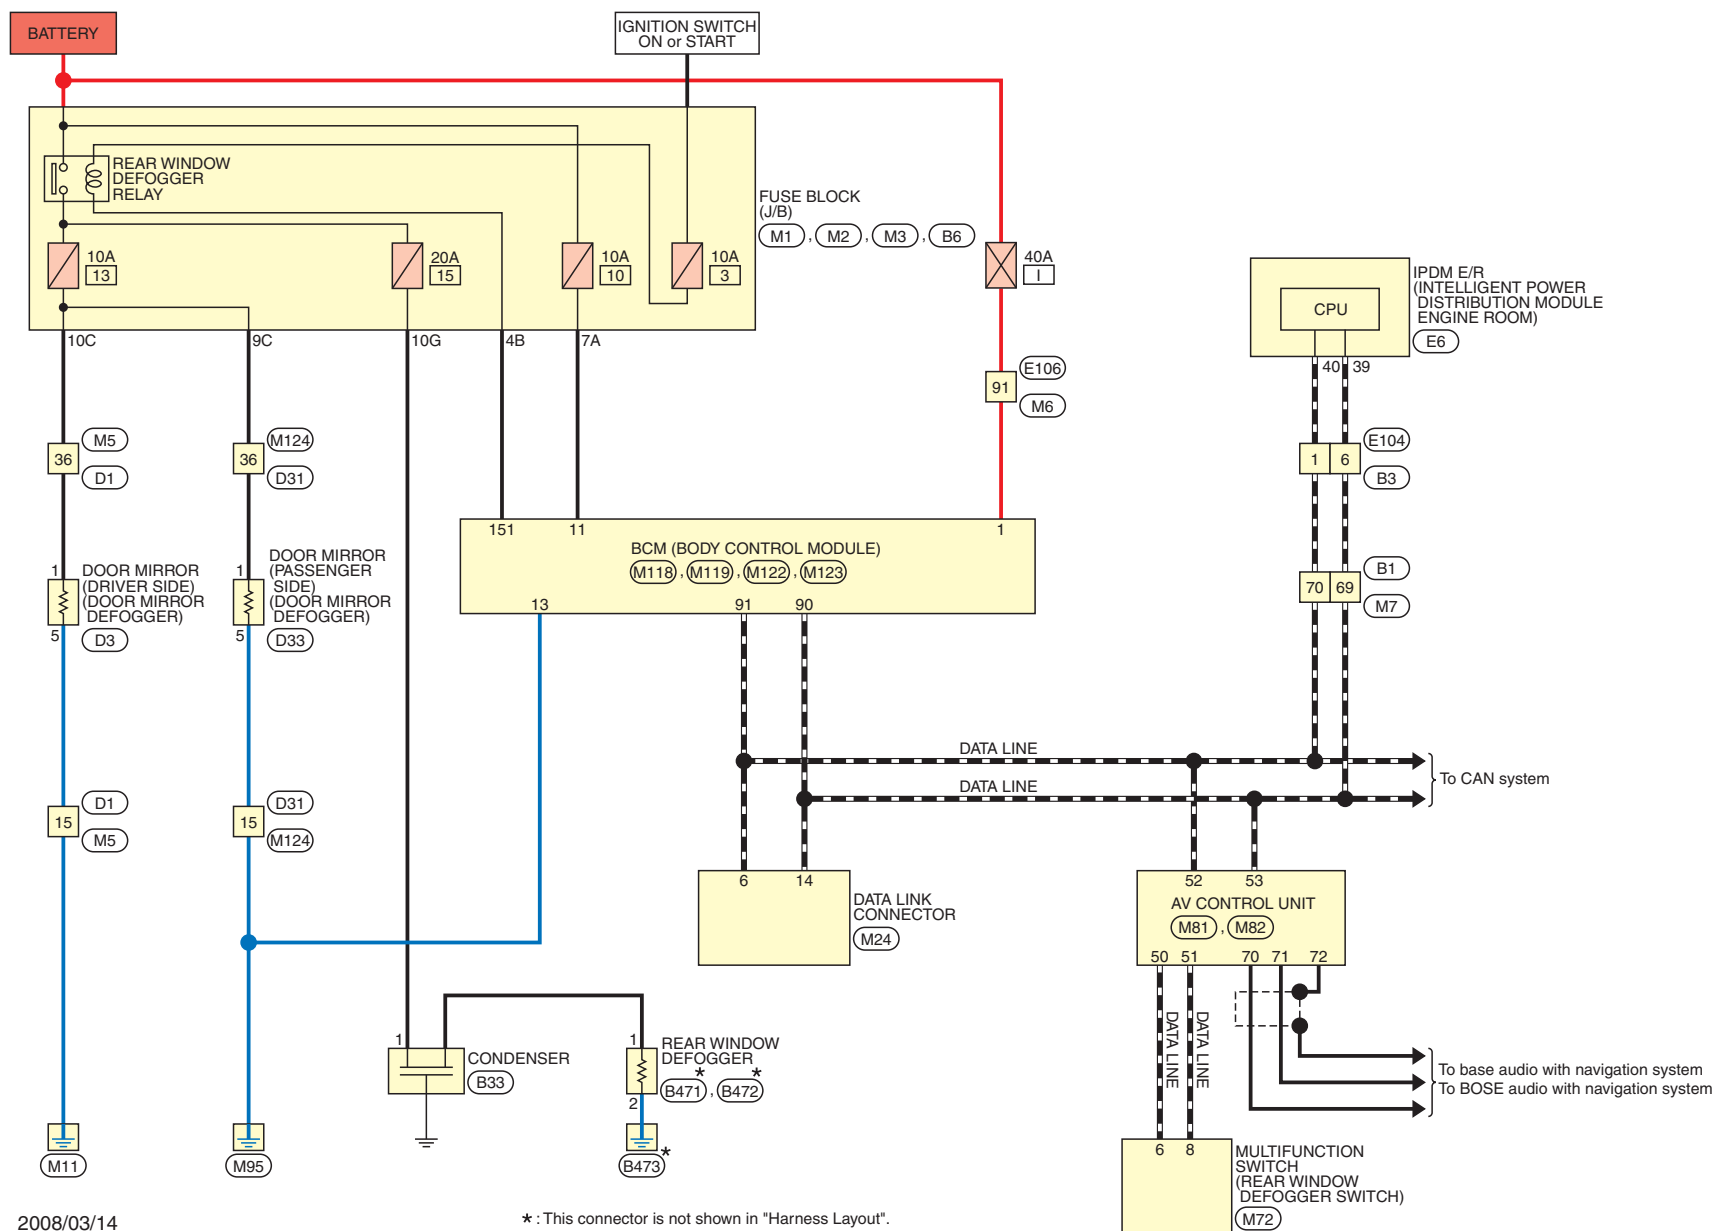 BATTERY
IGNITION SWITCH
ON or START
REAR WINDOW
DEFOGGER
RELAY
FUSE BLOCK
(J/B)
M1 , M2 , M3 , B6
10A
13
20A
15
10A
10
10A
3
40A
I
IPDM E/R
(INTELLIGENT POWER
DISTRIBUTION MODULE
ENGINE ROOM)
E6
CPU
10C
9C
10G
4B
7A
40
39
91
E106
M6
36
M5
D1
36
M124
D31
1
6
E104
B3
151
11
1
BCM (BODY CONTROL MODULE)
M118 , M119 , M122 , M123
13
91
90
1
DOOR MIRROR
(DRIVER SIDE)
(DOOR MIRROR
DEFOGGER)
5
D3
1
DOOR MIRROR
(PASSENGER
SIDE)
(DOOR MIRROR
DEFOGGER)
5
D33
70
69
B1
M7
DATA LINE
DATA LINE
To CAN system
15
D1
M5
15
D31
M124
6
14
DATA LINK
CONNECTOR
M24
52
53
AV CONTROL UNIT
M81 , M82
50
51
70
71
72
DATA LINE
DATA LINE
1
CONDENSER
B33
1
REAR WINDOW
DEFOGGER
* *
B471 , B472
2
To base audio with navigation system
To BOSE audio with navigation system
M11
M95
B473 *
6
8
MULTIFUNCTION
SWITCH
(REAR WINDOW
DEFOGGER SWITCH)
M72
2008/03/14
* : This connector is not shown in "Harness Layout".